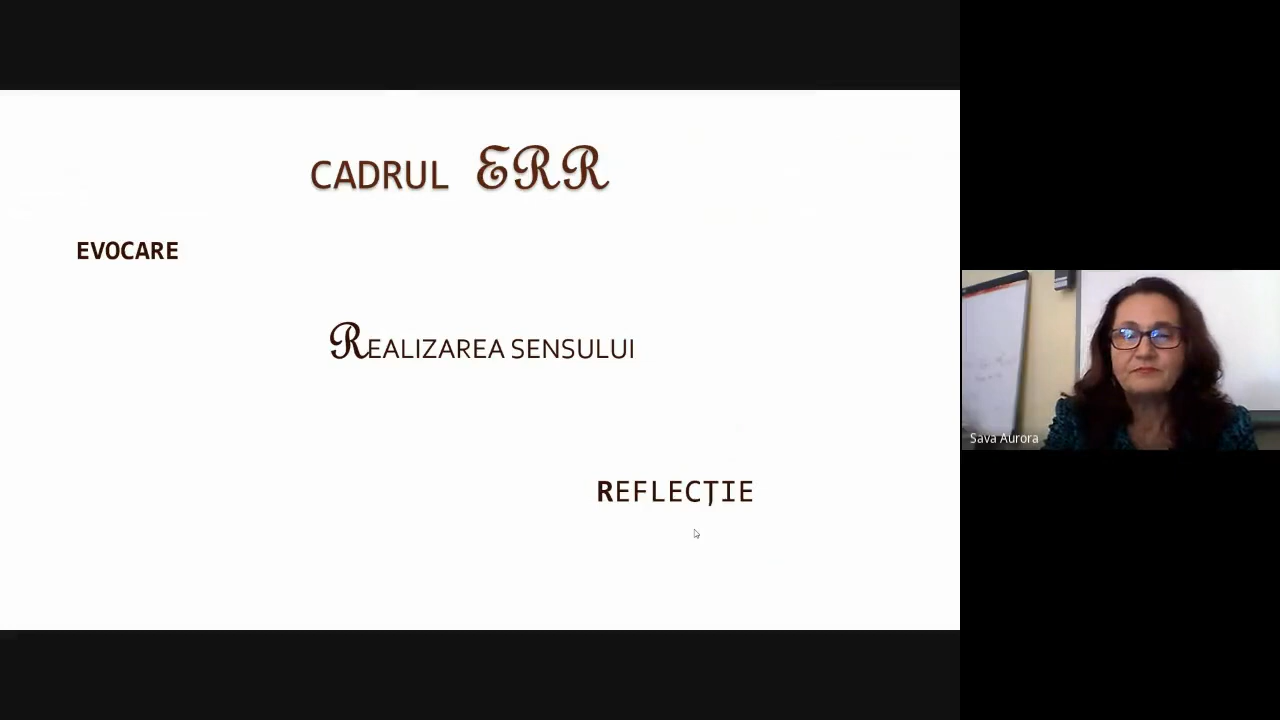 CADRUL ERR
EVOCARE
REALIZAREA SENSULUI
REFLECȚIE
Sava Aurora